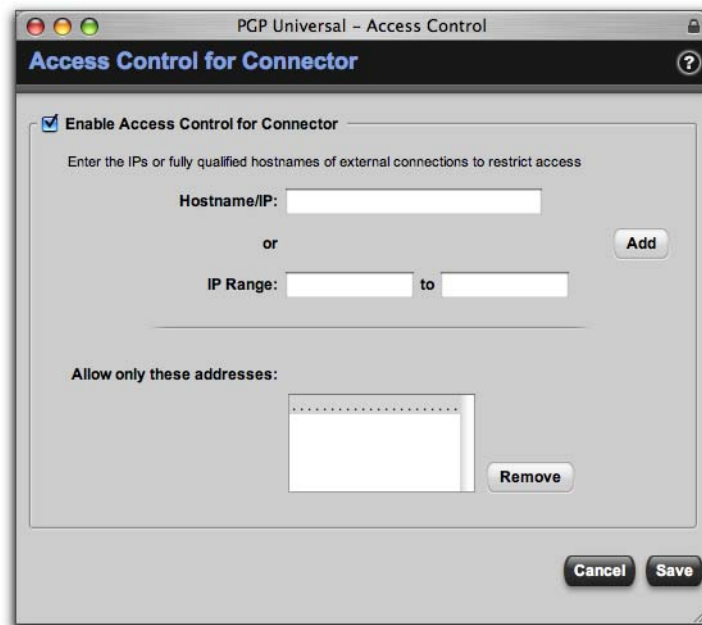 PGP Universal – Access Control
Access Control for Connector
?
Enable Access Control for Connector
Enter the IPs or fully qualified hostnames of external connections to restrict access
Hostname/IP:
or
Add
IP Range:
to
Allow only these addresses:
......................
Remove
Cancel
Save